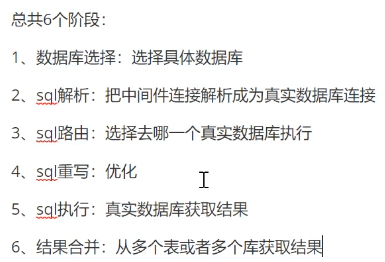 总共6个阶段：
1、数据库选择：选择具体数据库
2、sql解析：把中间件连接解析成为真实数据库连接
3、sql路由：选择去哪一个真实数据库执行
4、sql重写：优化
5、sql执行：真实数据库获取结果
6、结果合并：从多个表或者多个库获取结果